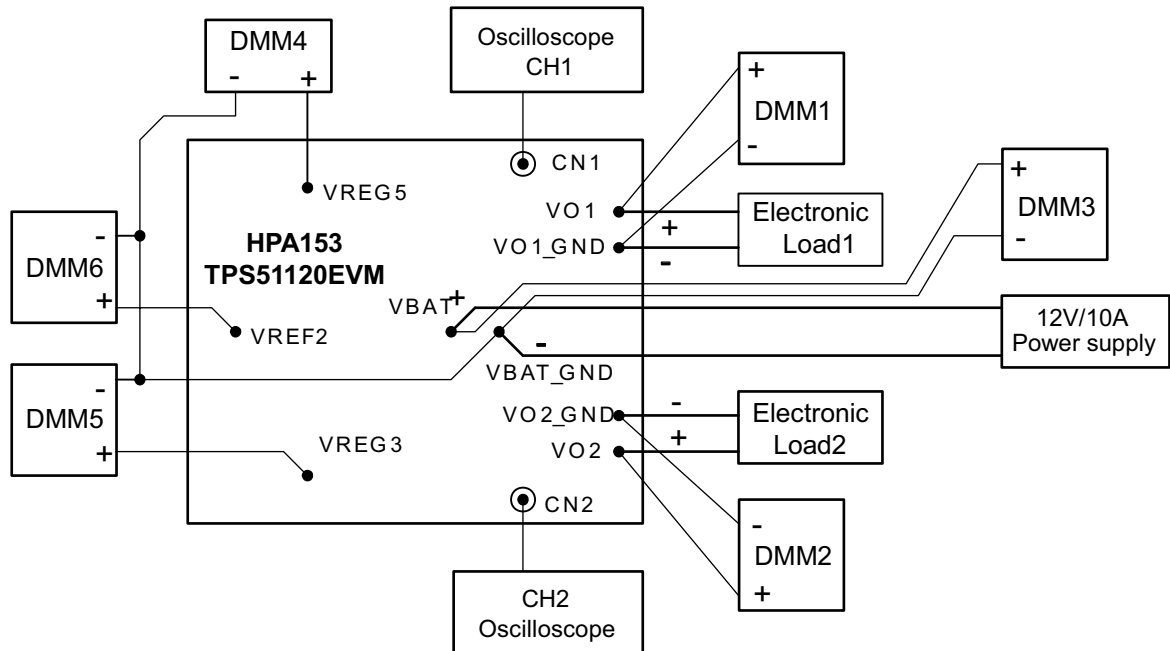 DMM4
- +
Oscilloscope
CH1
+
DMM1
-
CN1
VREG5
+
DMM3
-
VO1
+
Electronic
Load1
VO1_GND
-
-
DMM6
+
HPA153
TPS51120EVM
VBAT
+
VREF2
-
VBAT_GND
12V/10A
Power supply
-
DMM5
+
VO2_GND
-
Electronic
Load2
VO2
+
VREG3
CN2
-
DMM2
+
CH2
Oscilloscope